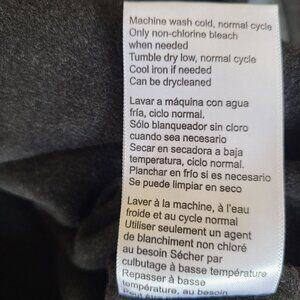 Machine wash cold, normal cycle
Only non-chlorine bleach
when needed
Tumble dry low, normal cycle
Cool iron if needed
Can be drycleaned
Lavar a máquina con agua
fría, ciclo normal.
Sólo blanqueador sin cloro
cuando sea necesario
Secar en secadora a baja
temperatura, ciclo normal.
Planchar en frío si es necesario
Se puede limpiar en seco
Laver à la machine, à l'eau
froide et au cycle normal
Utiliser seulement un agent
de blanchiment non chloré
au besoin Sécher par
culbutage à basse température
Repasser à basse
température, au besoin